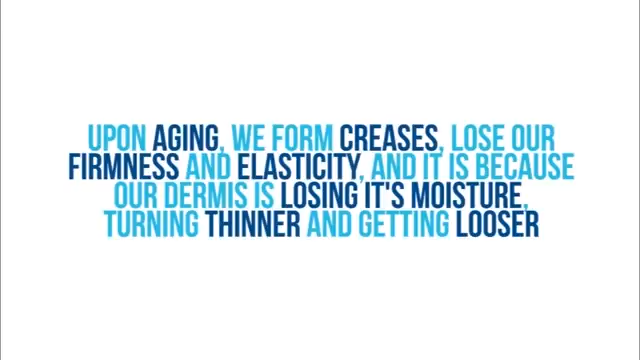 UPON AGING, WE FORM CREASES, LOSE OUR
FIRMNESS AND ELASTICITY, AND IT IS BECAUSE
OUR DERMIS IS LOSING IT'S MOISTURE,
TURNING THINNER AND GETTING LOOSER